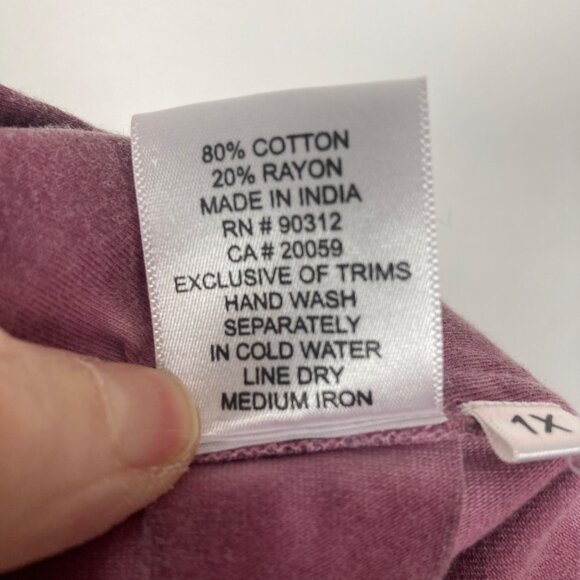 80% COTTON
20% RAYON
MADE IN INDIA
RN # 90312
CA # 20059
EXCLUSIVE OF TRIMS
HAND WASH
SEPARATELY
IN COLD WATER
LINE DRY
MEDIUM IRON
1X